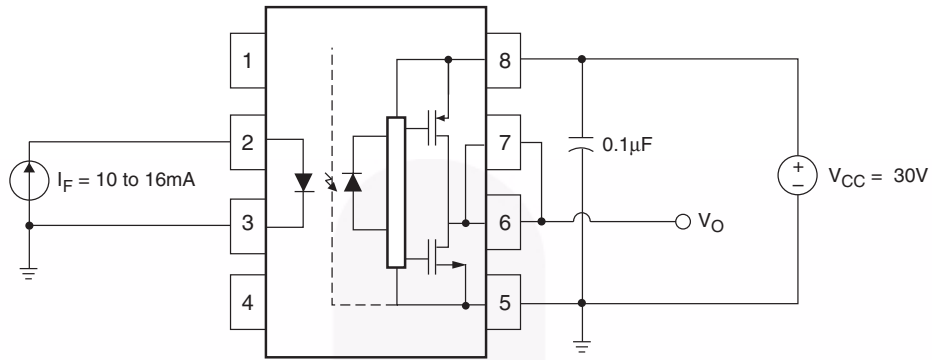 1
8
2
7
0.1µF
I_F = 10 to 16mA
+
–
V_CC = 30V
3
6
V_O
4
5